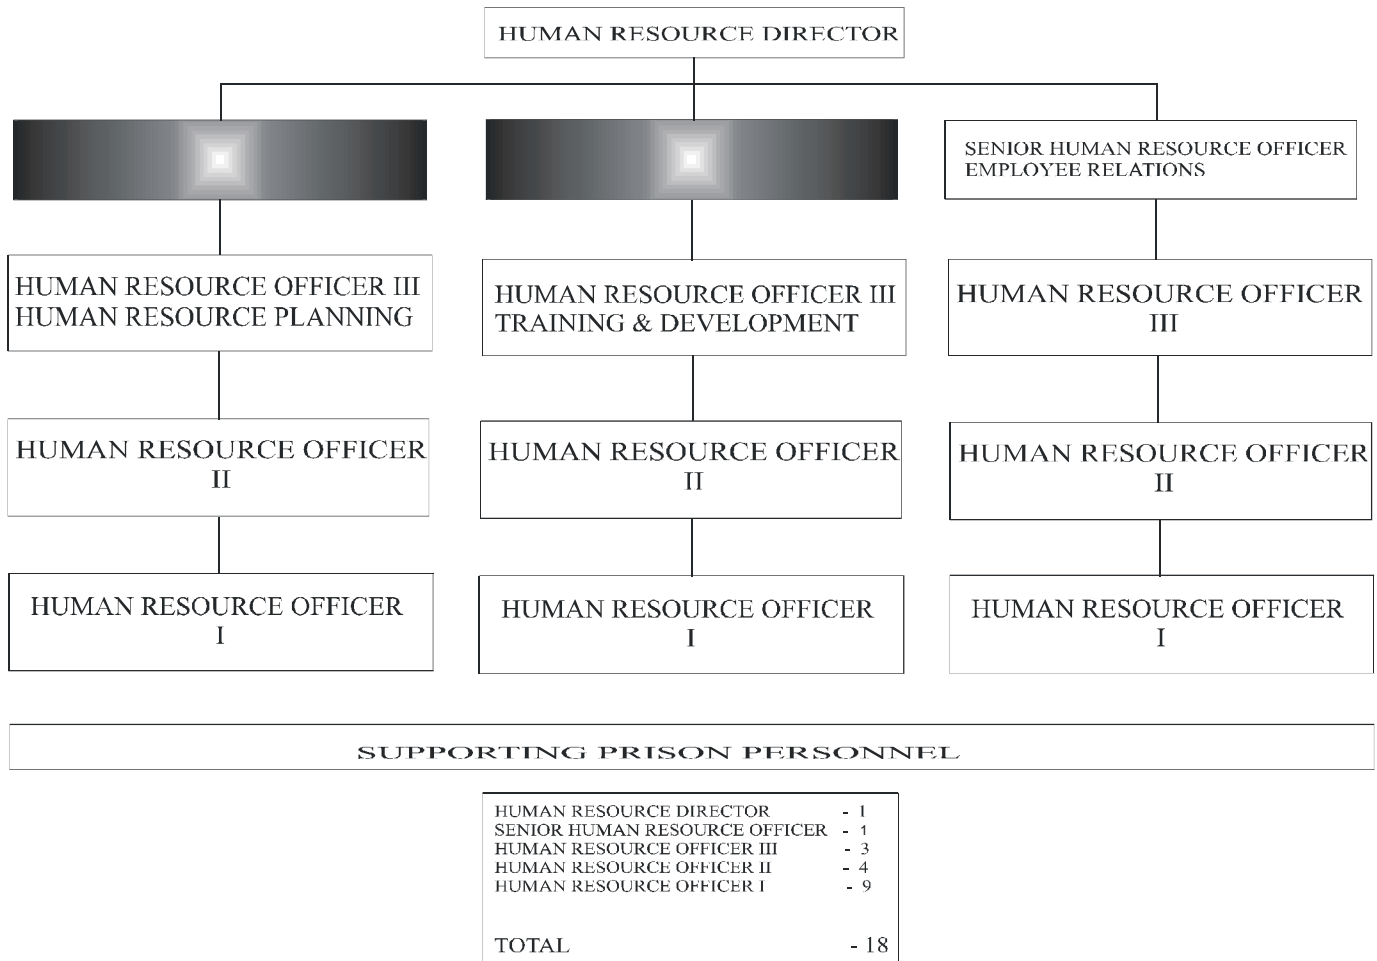 HUMAN RESOURCE DIRECTOR
SENIOR HUMAN RESOURCE OFFICER
EMPLOYEE RELATIONS
HUMAN RESOURCE OFFICER III
HUMAN RESOURCE PLANNING
HUMAN RESOURCE OFFICER III
TRAINING & DEVELOPMENT
HUMAN RESOURCE OFFICER
III
HUMAN RESOURCE OFFICER
II
HUMAN RESOURCE OFFICER
II
HUMAN RESOURCE OFFICER
II
HUMAN RESOURCE OFFICER
I
HUMAN RESOURCE OFFICER
I
HUMAN RESOURCE OFFICER
I
SUPPORTING PRISON PERSONNEL
HUMAN RESOURCE DIRECTOR - 1
SENIOR HUMAN RESOURCE OFFICER - 1
HUMAN RESOURCE OFFICER III - 3
HUMAN RESOURCE OFFICER II - 4
HUMAN RESOURCE OFFICER I - 9
TOTAL - 18